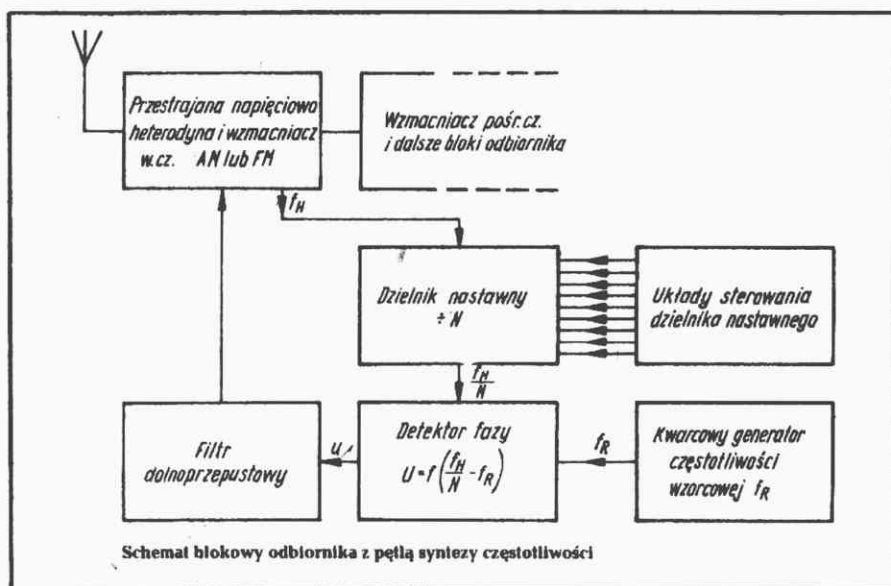 Przestrajana napięciowo
heterodyna i wzmacniacz
w.cz. AM lub FM
Wzmacniacz pośr. cz.
i dalsze bloki odbiornika
f_H
Dzielnik nastawny
÷ N
Układy sterowania
dzielnika nastawnego
f_H/N
Filtr
dolnoprzepustowy
u
Detektor fazy
U = f(f_H/N - f_R)
f_R
Kwarcowy generator
częstotliwości
wzorcowej f_R
Schemat blokowy odbiornika z pętlą syntezy częstotliwości